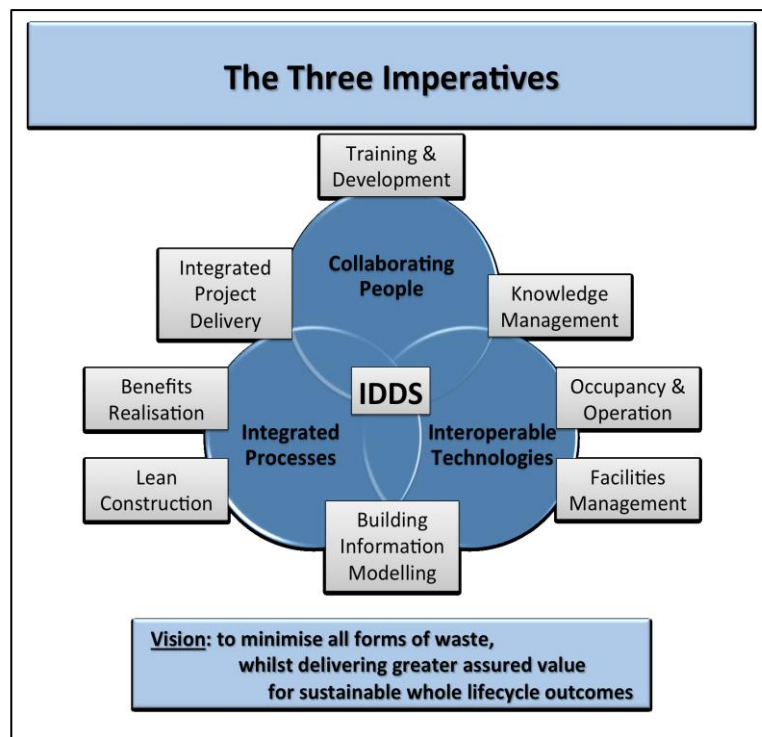 The Three Imperatives
Training &
Development
Integrated
Project
Delivery
Collaborating
People
Knowledge
Management
Benefits
Realisation
IDDS
Occupancy &
Operation
Integrated
Processes
Interoperable
Technologies
Lean
Construction
Facilities
Management
Building
Information
Modelling
Vision: to minimise all forms of waste,
whilst delivering greater assured value
for sustainable whole lifecycle outcomes